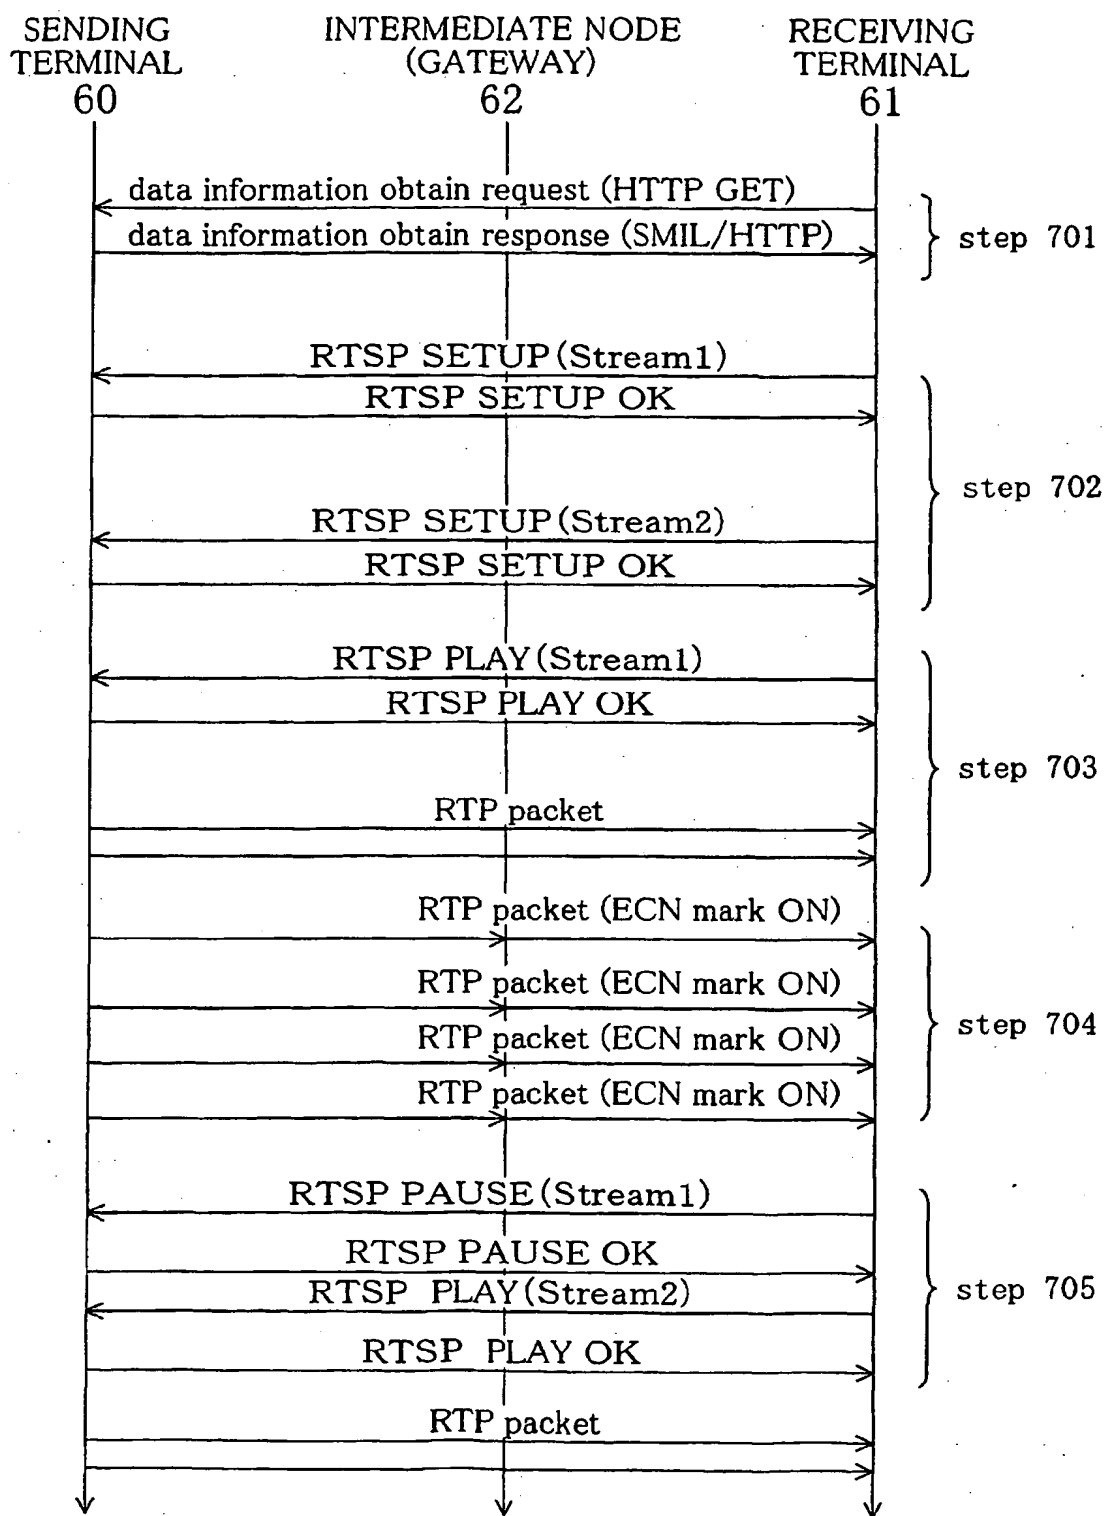 SENDING
TERMINAL
60
INTERMEDIATE NODE
(GATEWAY)
62
RECEIVING
TERMINAL
61
data information obtain request (HTTP GET)
data information obtain response (SMIL/HTTP)
step 701
RTSP SETUP(Stream1)
RTSP SETUP OK
step 702
RTSP SETUP(Stream2)
RTSP SETUP OK
RTSP PLAY(Stream1)
RTSP PLAY OK
step 703
RTP packet
RTP packet (ECN mark ON)
RTP packet (ECN mark ON)
step 704
RTP packet (ECN mark ON)
RTP packet (ECN mark ON)
RTSP PAUSE(Stream1)
RTSP PAUSE OK
step 705
RTSP PLAY(Stream2)
RTSP PLAY OK
RTP packet